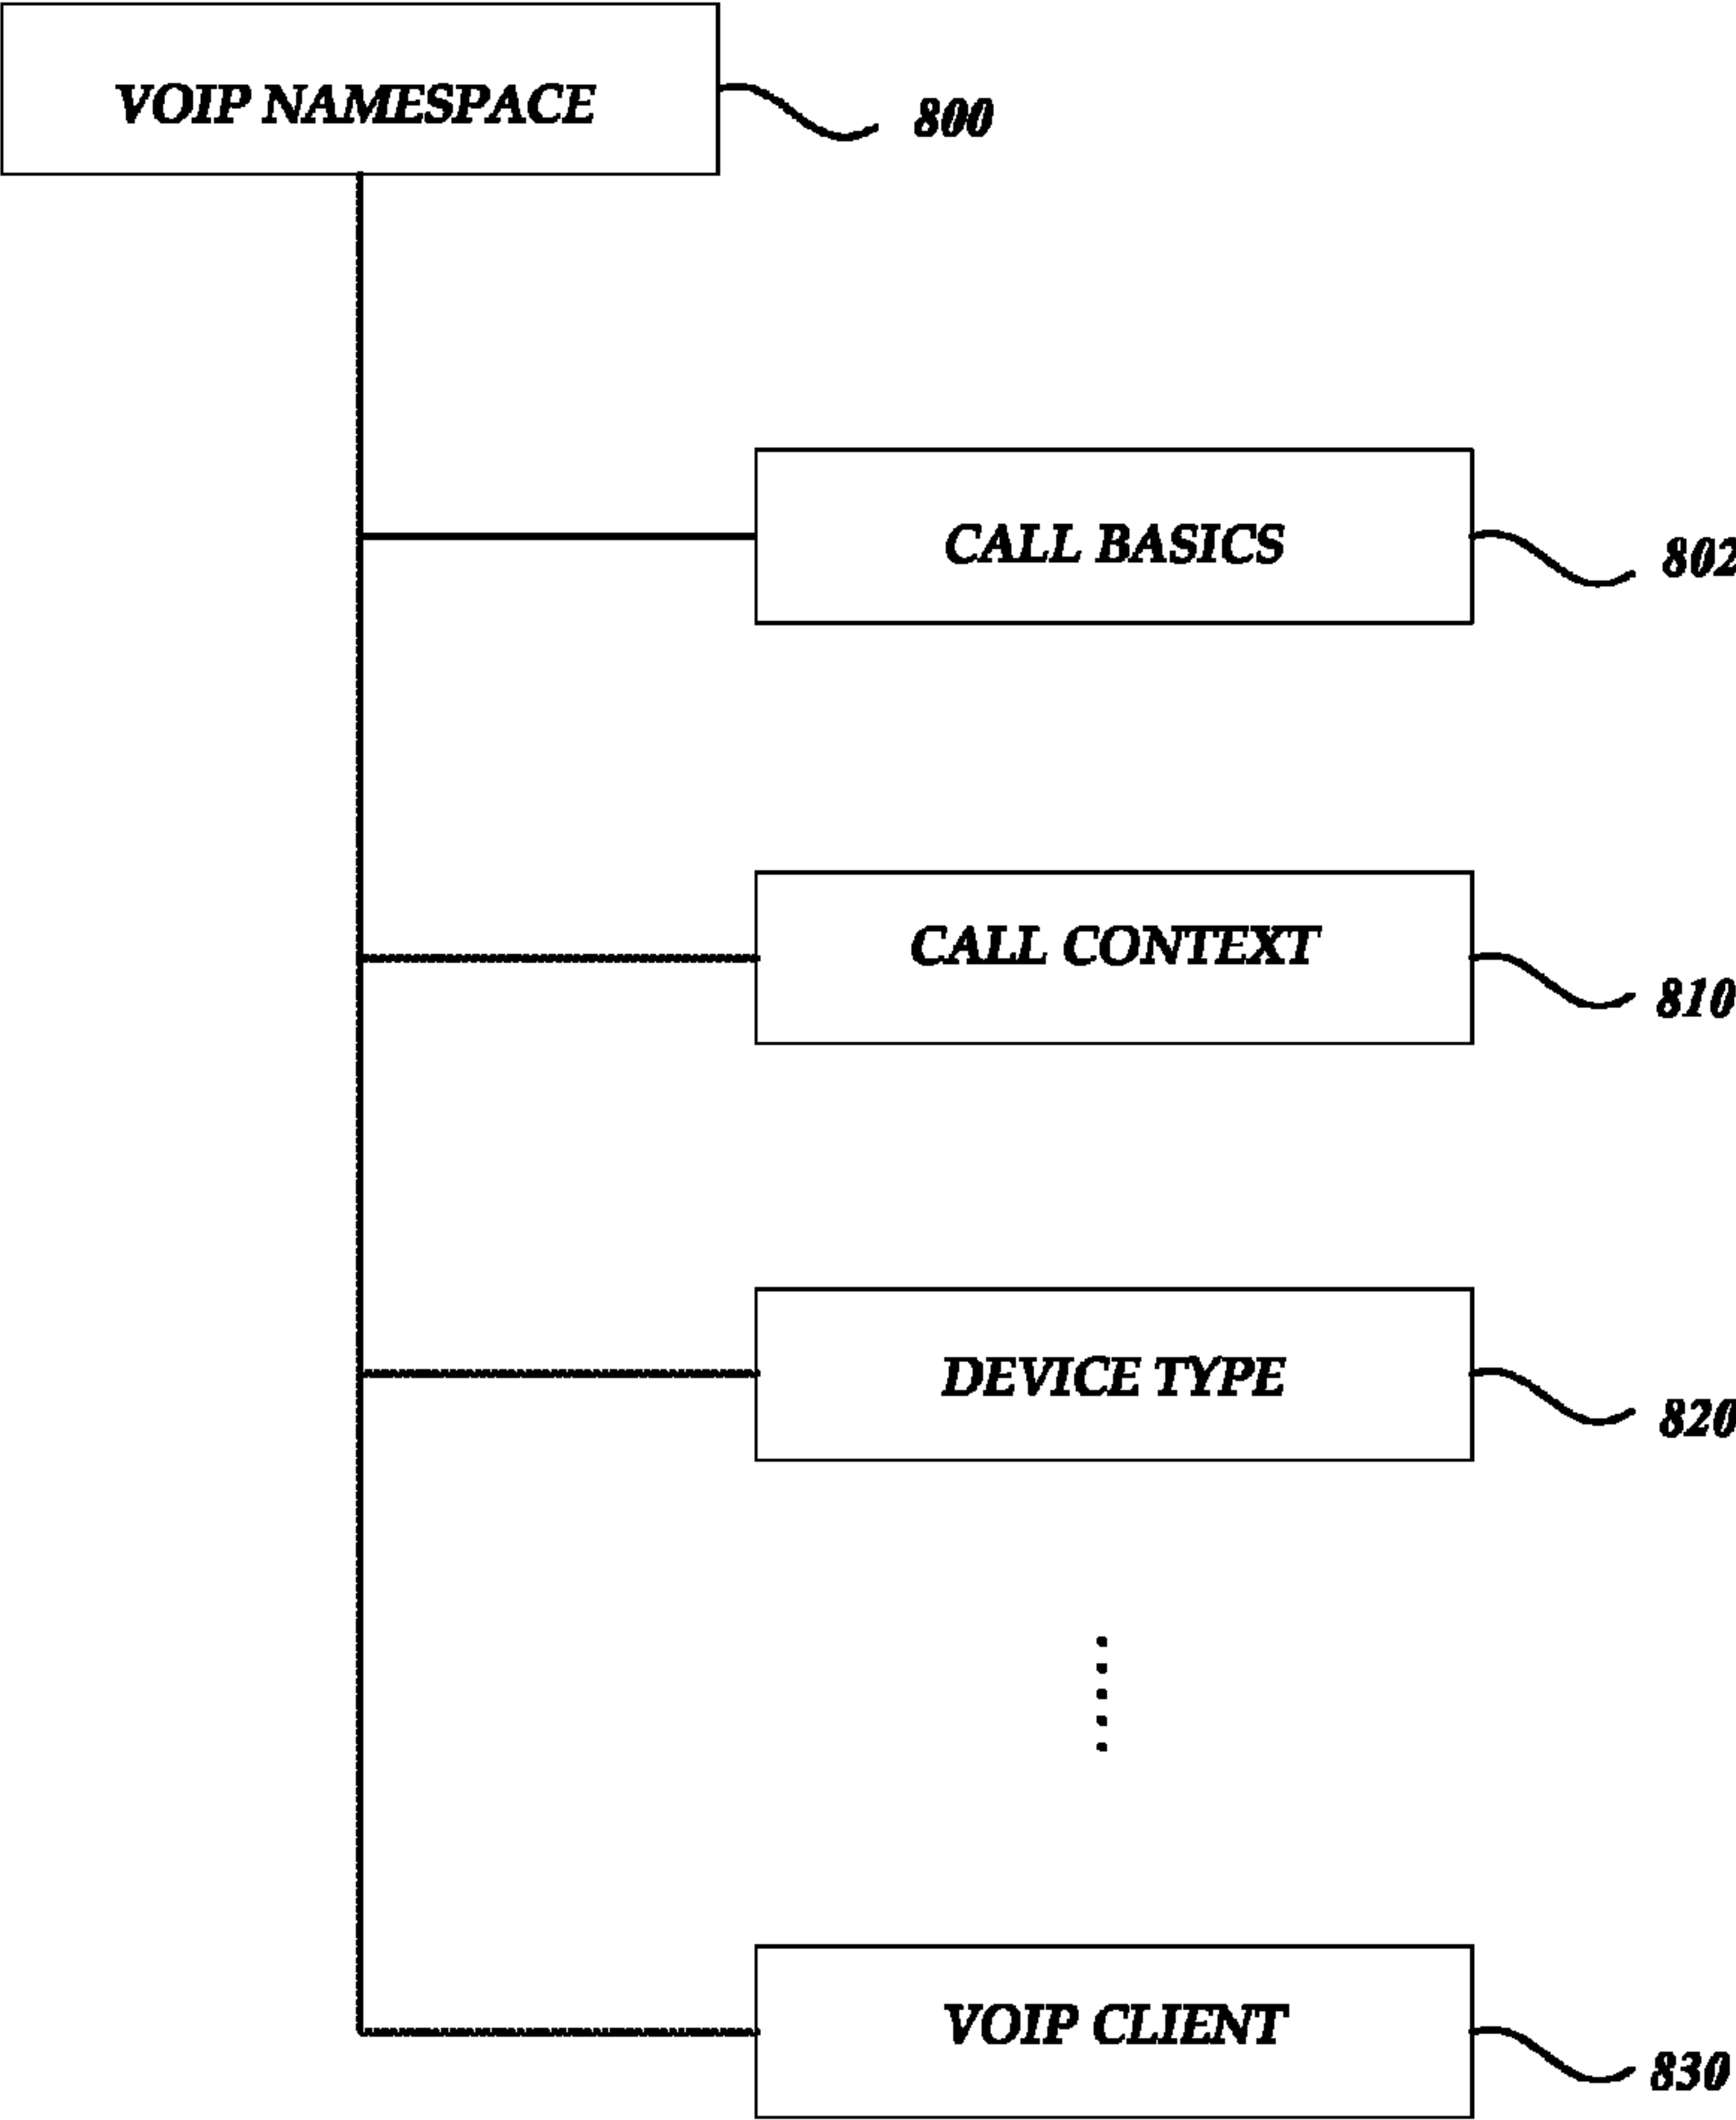 VOIP NAMESPACE
800
CALL BASICS
802
CALL CONTEXT
810
DEVICE TYPE
820
VOIP CLIENT
830